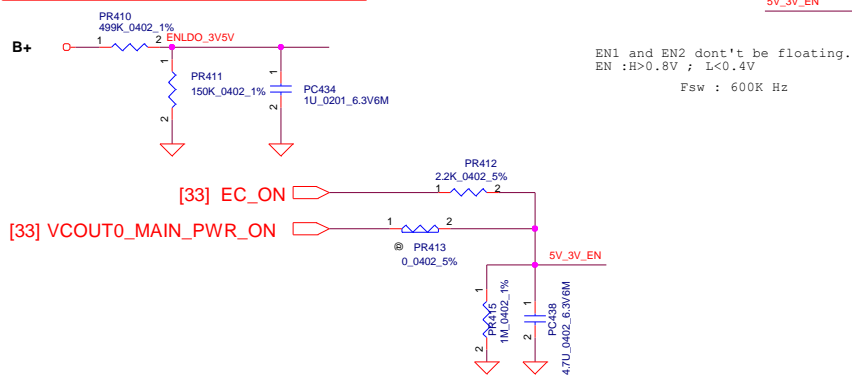 5V_3V_EN
PR410
499K_0402_1%
B+
1
2
ENLDO_3V5V
EN1 and EN2 dont't be floating.
EN :H>0.8V ; L<0.4V
Fsw : 600K Hz
1
PR411
150K_0402_1%
2
1
PC434
1U_0201_6.3V6M
2
PR412
2.2K_0402_5%
[33] EC_ON
1
2
[33] VCOUT0_MAIN_PWR_ON
1
2
@ PR413
0_0402_5%
5V_3V_EN
1
PR415
1M_0402_1%
2
1
PC438
4.7U_0402_6.3V6M
2